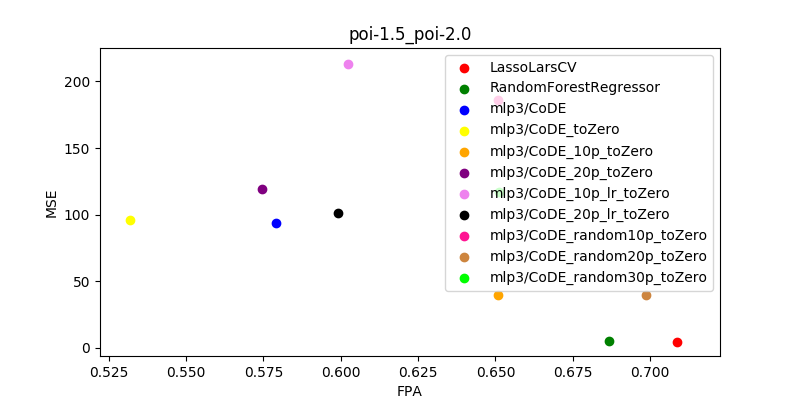 poi-1.5_poi-2.0
MSE
200
150
100
50
0
LassoLarsCV
RandomForestRegressor
mlp3/CoDE
mlp3/CoDE_toZero
mlp3/CoDE_10p_toZero
mlp3/CoDE_20p_toZero
mlp3/CoDE_10p_lr_toZero
mlp3/CoDE_20p_lr_toZero
mlp3/CoDE_random10p_toZero
mlp3/CoDE_random20p_toZero
mlp3/CoDE_random30p_toZero
0.525 0.550 0.575 0.600 0.625 0.650 0.675 0.700
FPA